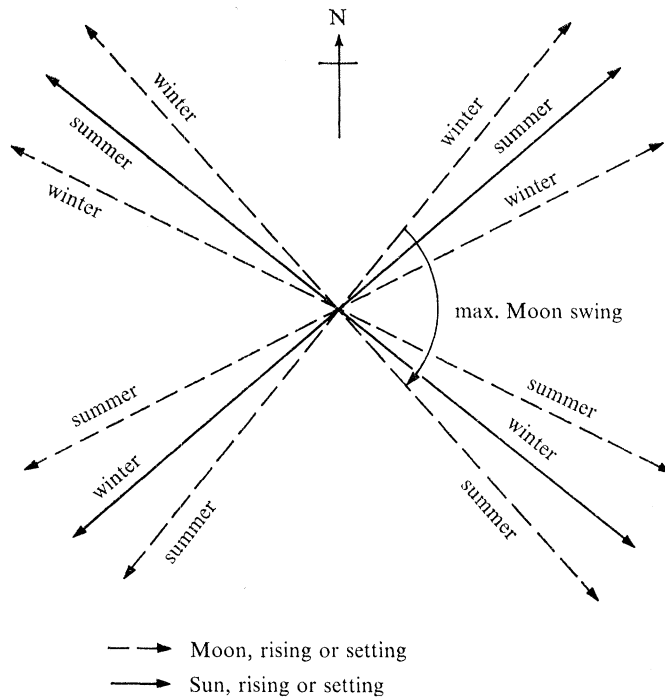 N
winter
summer
winter
winter
summer
winter
max. Moon swing
summer
winter
summer
summer
winter
summer
Moon, rising or setting
Sun, rising or setting